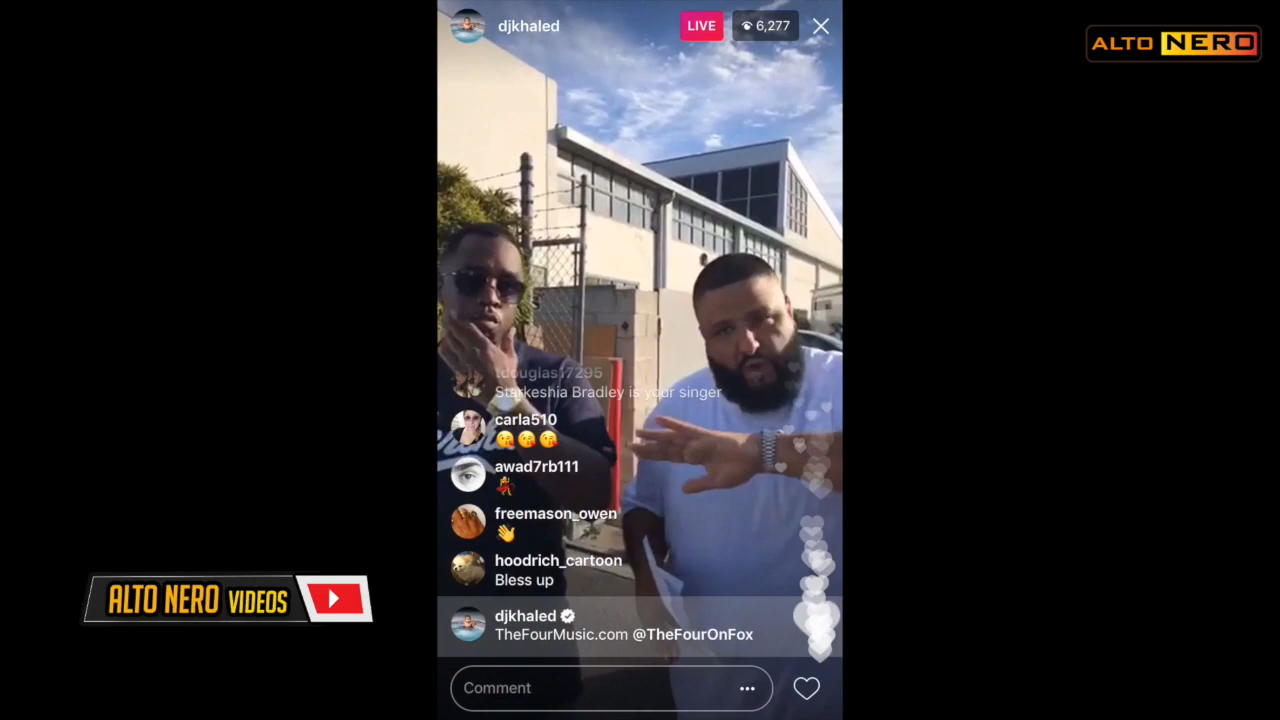 djkhaled
LIVE
6,277
ALTO NERO
tdouglas17295
Starkeshia Bradley is your singer
carla510
😘😘😘
awad7rb111
💃
freemason_owen
👋
hoodrich_cartoon
Bless up
djkhaled
TheFourMusic.com @TheFourOnFox
Comment
ALTO NERO VIDEOS